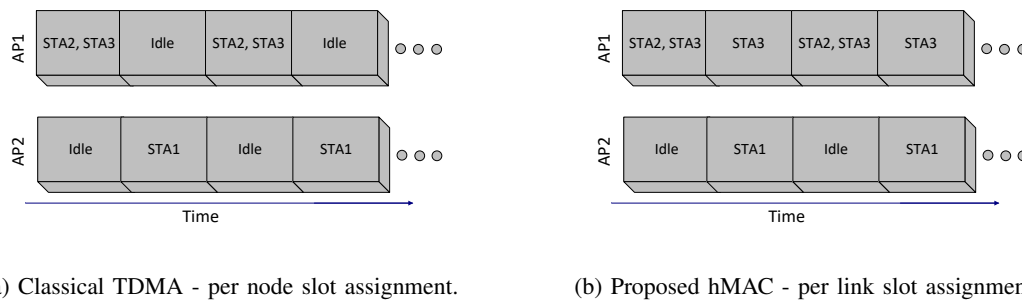 AP1
STA2, STA3
Idle
STA2, STA3
Idle
AP2
Idle
STA1
Idle
STA1
Time
) Classical TDMA - per node slot assignment.
AP1
STA2, STA3
STA3
STA2, STA3
STA3
AP2
Idle
STA1
Idle
STA1
Time
(b) Proposed hMAC - per link slot assignmen